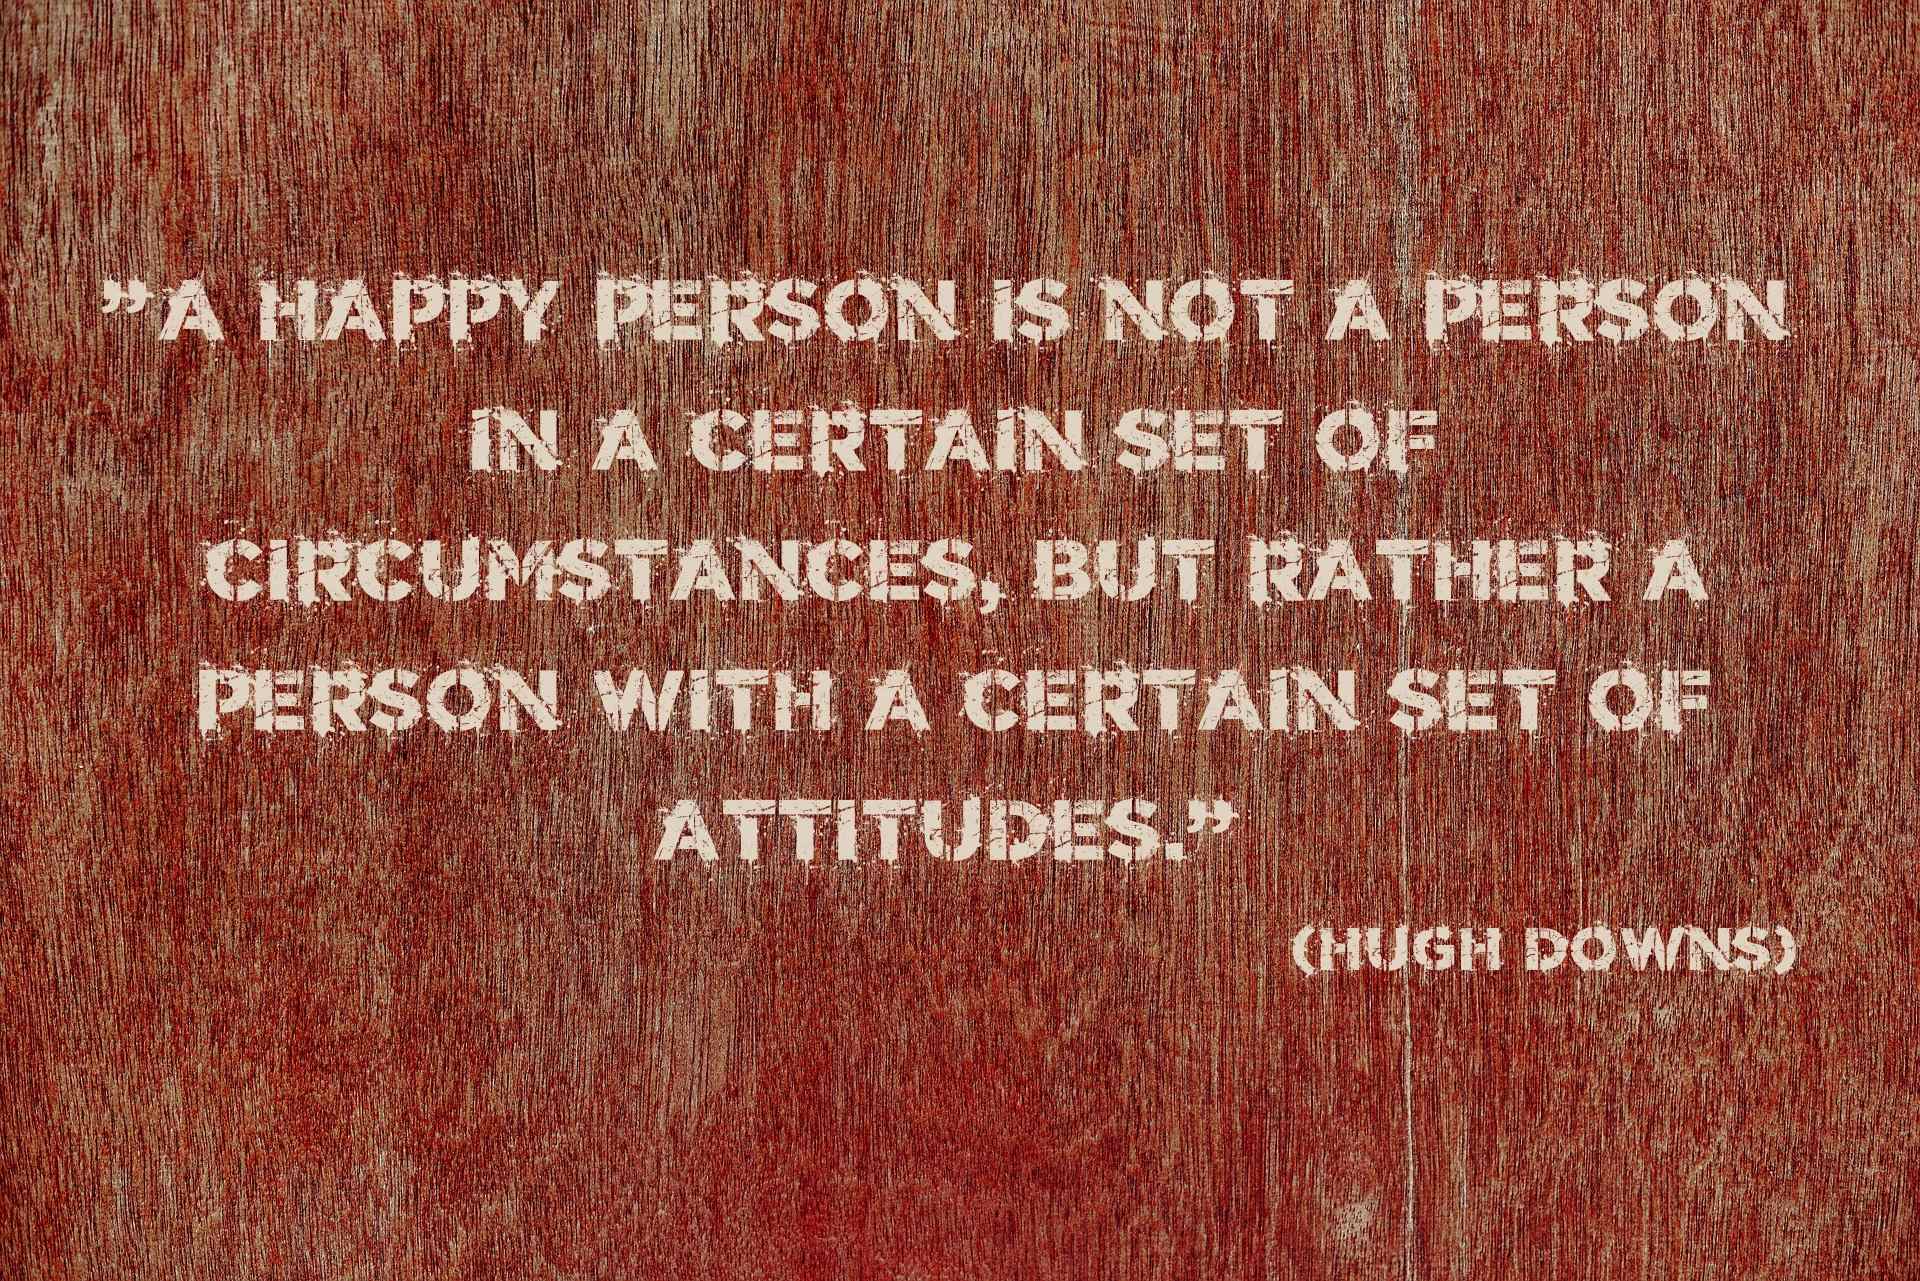 ”A HAPPY PERSON IS NOT A PERSON
IN A CERTAIN SET OF
CIRCUMSTANCES, BUT RATHER A
PERSON WITH A CERTAIN SET OF
ATTITUDES.”
(HUGH DOWNS)